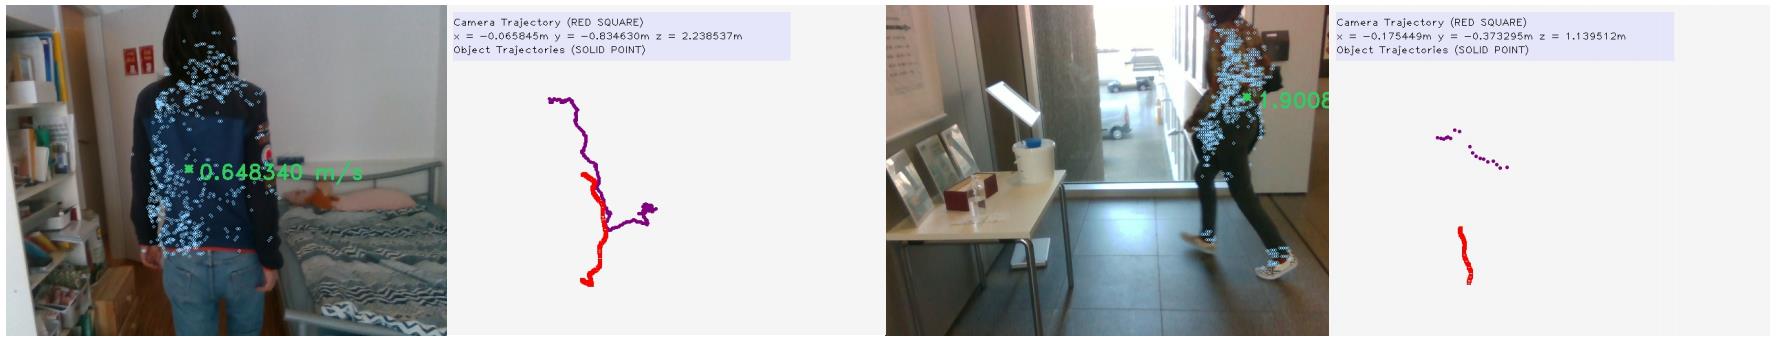 0.648340 m/s
Camera Trajectory (RED SQUARE)
x = -0.065845m y = -0.834630m z = 2.238537m
Object Trajectories (SOLID POINT)
1.9008
Camera Trajectory (RED SQUARE)
x = -0.175449m y = -0.373295m z = 1.139512m
Object Trajectories (SOLID POINT)